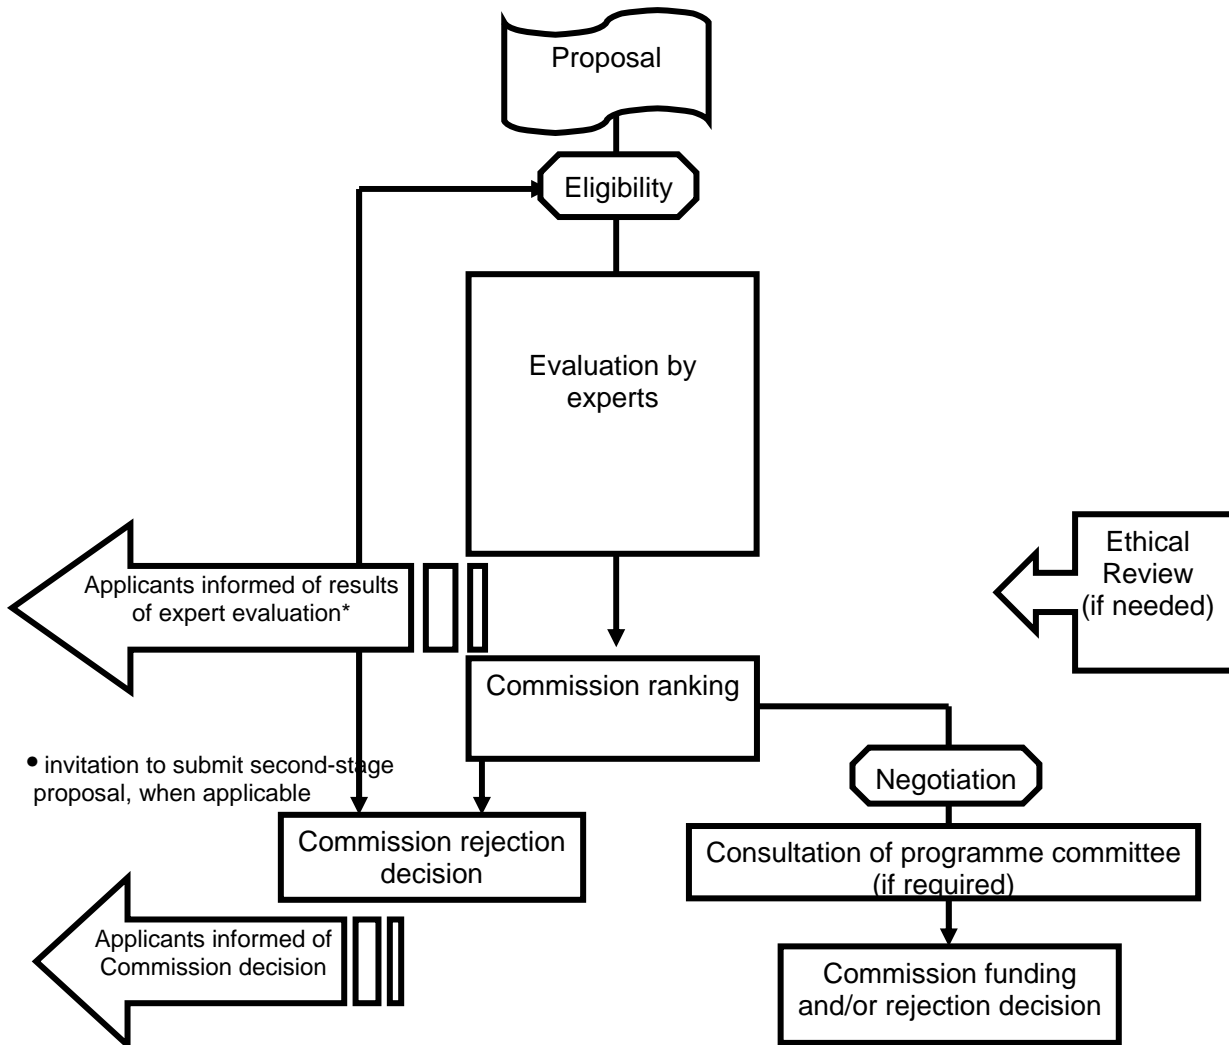 Proposal
Eligibility
Evaluation by
experts
Ethical
Review
(if needed)
Applicants informed of results
of expert evaluation*
Commission ranking
• invitation to submit second-stage
proposal, when applicable
Negotiation
Commission rejection
decision
Consultation of programme committee
(if required)
Applicants informed of
Commission decision
Commission funding
and/or rejection decision